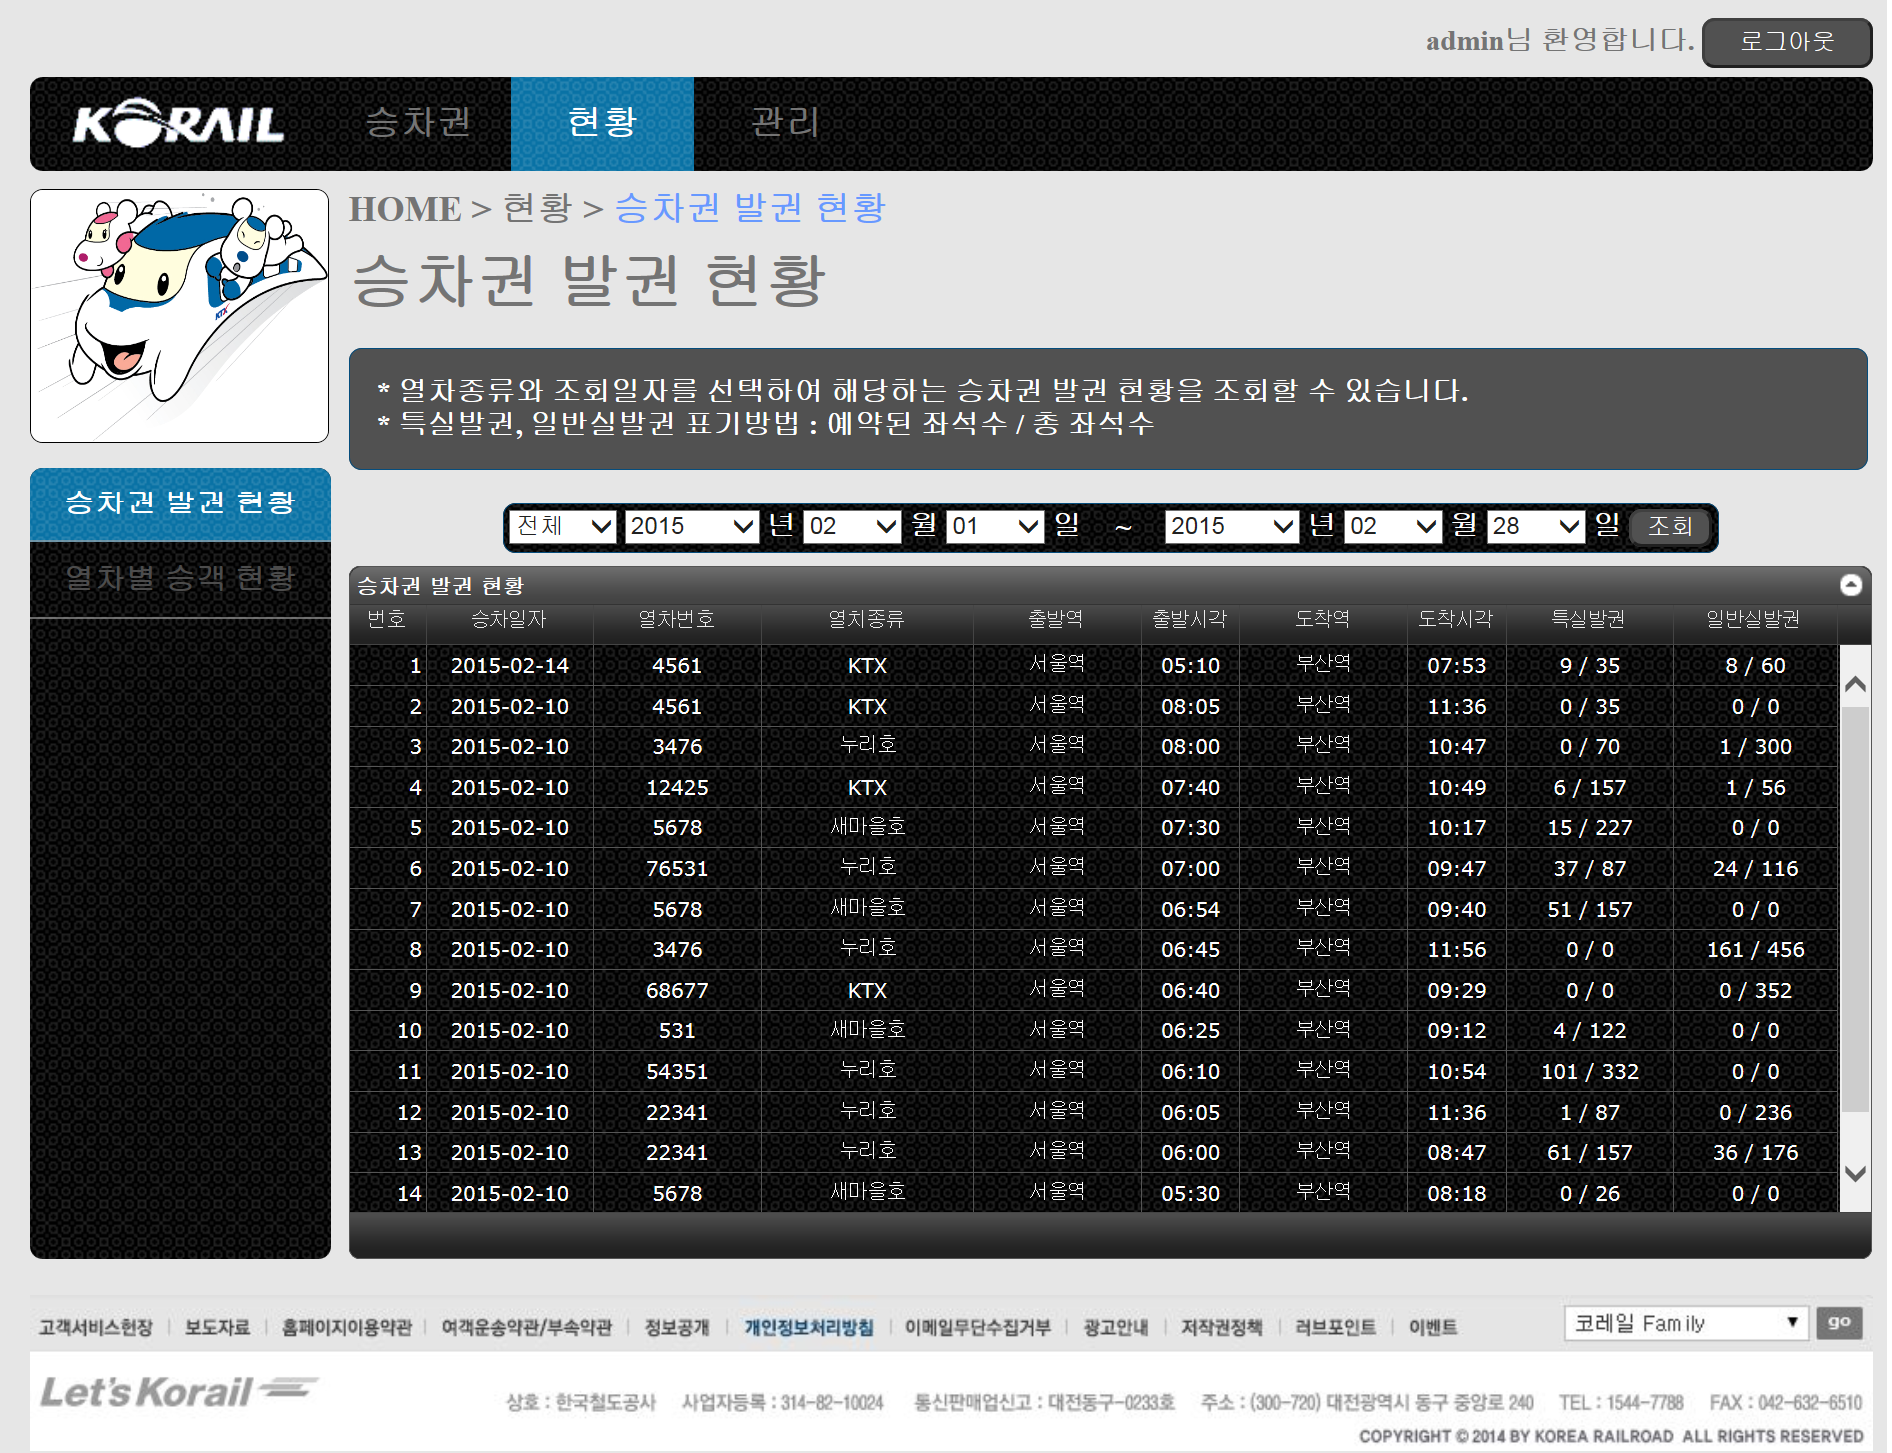 admin님 환영합니다. 로그아웃
KORAIL 승차권 현황 관리
HOME > 현황 > 승차권 발권 현황
승차권 발권 현황
KTX
* 열차종류와 조회일자를 선택하여 해당하는 승차권 발권 현황을 조회할 수 있습니다.
* 특실발권, 일반실발권 표기방법 : 예약된 좌석수 / 총 좌석수
승차권 발권 현황
열차별 승객 현황
전체 2015 년 02 월 01 일 ~ 2015 년 02 월 28 일 조회
승차권 발권 현황
번호 승차일자 열차번호 열치종류 출발역 출발시각 도착역 도착시각 특실발권 일반실발권
1 2015-02-14 4561 KTX 서울역 05:10 부산역 07:53 9 / 35 8 / 60
2 2015-02-10 4561 KTX 서울역 08:05 부산역 11:36 0 / 35 0 / 0
3 2015-02-10 3476 누리호 서울역 08:00 부산역 10:47 0 / 70 1 / 300
4 2015-02-10 12425 KTX 서울역 07:40 부산역 10:49 6 / 157 1 / 56
5 2015-02-10 5678 새마을호 서울역 07:30 부산역 10:17 15 / 227 0 / 0
6 2015-02-10 76531 누리호 서울역 07:00 부산역 09:47 37 / 87 24 / 116
7 2015-02-10 5678 새마을호 서울역 06:54 부산역 09:40 51 / 157 0 / 0
8 2015-02-10 3476 누리호 서울역 06:45 부산역 11:56 0 / 0 161 / 456
9 2015-02-10 68677 KTX 서울역 06:40 부산역 09:29 0 / 0 0 / 352
10 2015-02-10 531 새마을호 서울역 06:25 부산역 09:12 4 / 122 0 / 0
11 2015-02-10 54351 누리호 서울역 06:10 부산역 10:54 101 / 332 0 / 0
12 2015-02-10 22341 누리호 서울역 06:05 부산역 11:36 1 / 87 0 / 236
13 2015-02-10 22341 누리호 서울역 06:00 부산역 08:47 61 / 157 36 / 176
14 2015-02-10 5678 새마을호 서울역 05:30 부산역 08:18 0 / 26 0 / 0
고객서비스헌장 | 보도자료 | 홈페이지이용약관 | 여객운송약관/부속약관 | 정보공개 | 개인정보처리방침 | 이메일무단수집거부 | 광고안내 | 저작권정책 | 러브포인트 | 이벤트 코레일 Family go
Let's Korail 상호 : 한국철도공사 사업자등록 : 314-82-10024 통신판매업신고 : 대전동구-0233호 주소 : (300-720) 대전광역시 동구 중앙로 240 TEL : 1544-7788 FAX : 042-632-6510
COPYRIGHT © 2014 BY KOREA RAILROAD ALL RIGHTS RESERVED